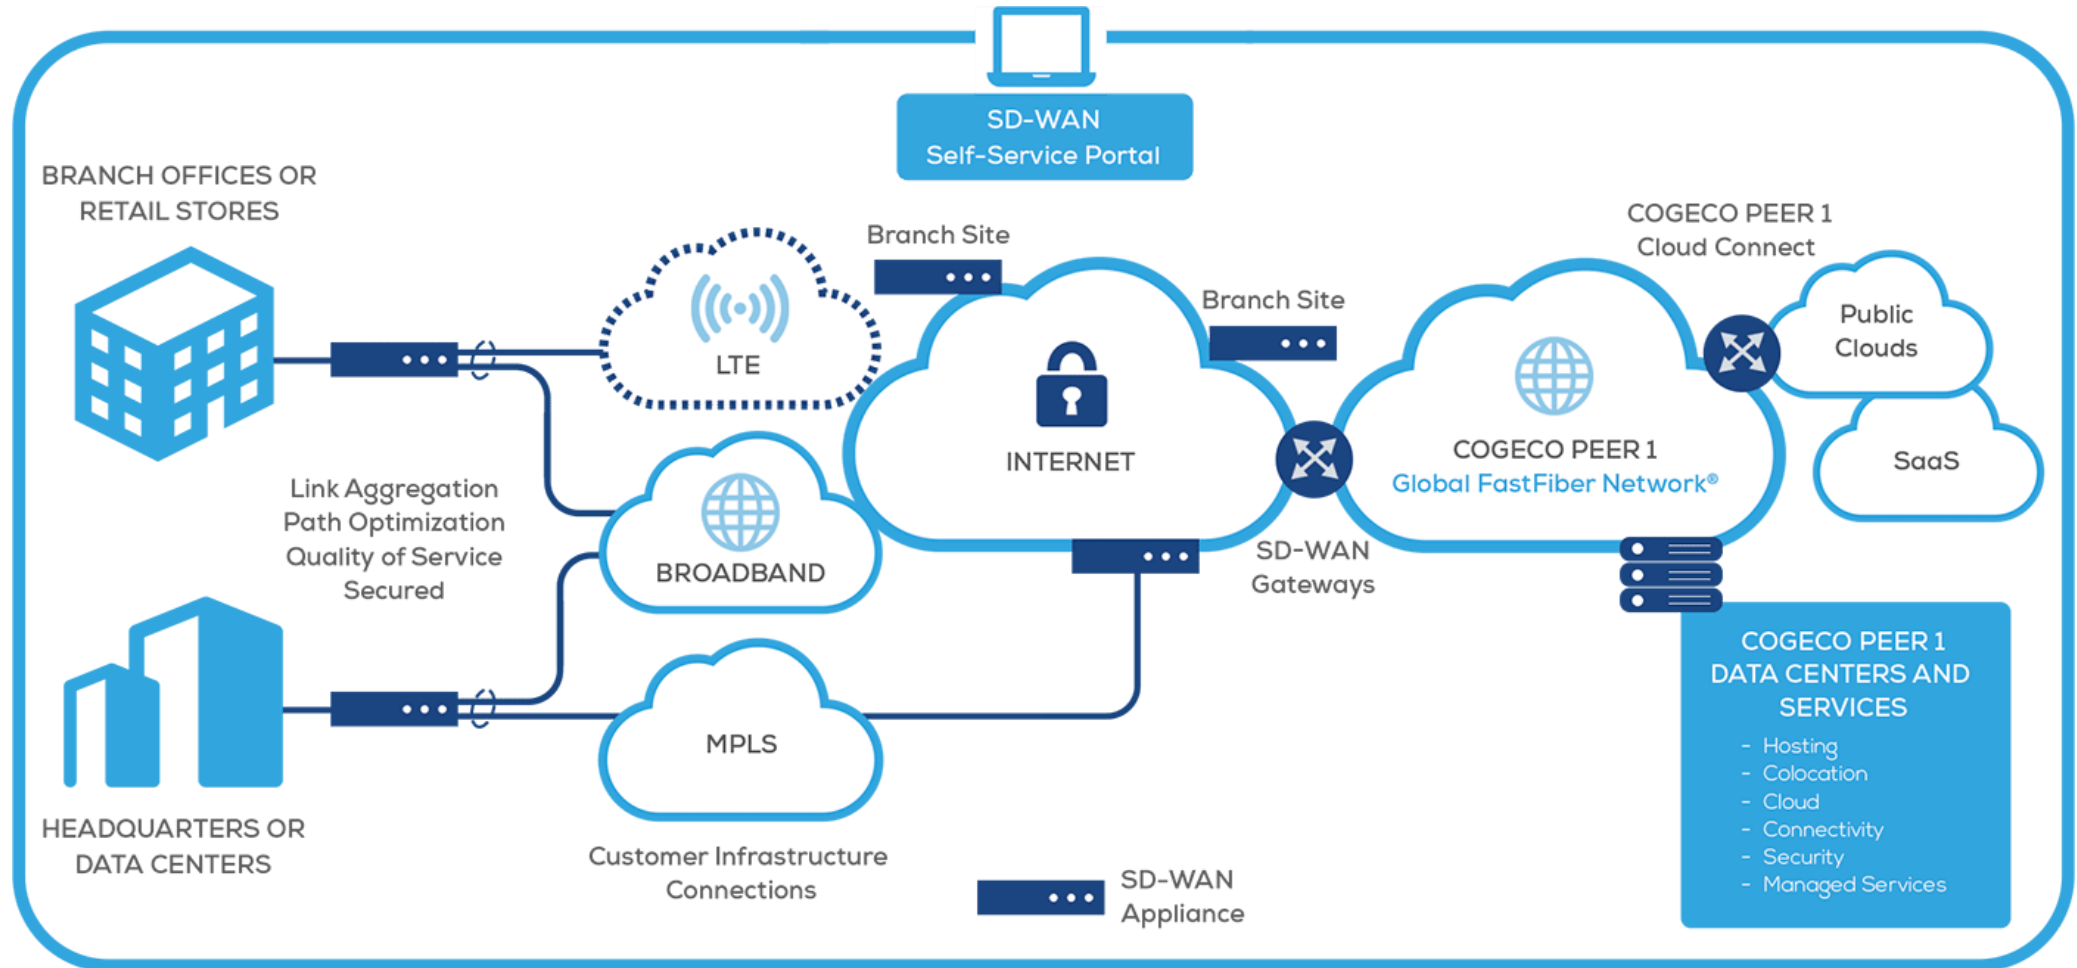 SD-WAN
Self-Service Portal
BRANCH OFFICES OR
RETAIL STORES
LTE
Branch Site
INTERNET
Branch Site
COGECO PEER 1
Global FastFiber Network®
COGECO PEER 1
Cloud Connect
Public
Clouds
SaaS
Link Aggregation
Path Optimization
Quality of Service
Secured
BROADBAND
SD-WAN
Gateways
HEADQUARTERS OR
DATA CENTERS
MPLS
Customer Infrastructure
Connections
SD-WAN
Appliance
COGECO PEER 1
DATA CENTERS AND
SERVICES
- Hosting
- Colocation
- Cloud
- Connectivity
- Security
- Managed Services